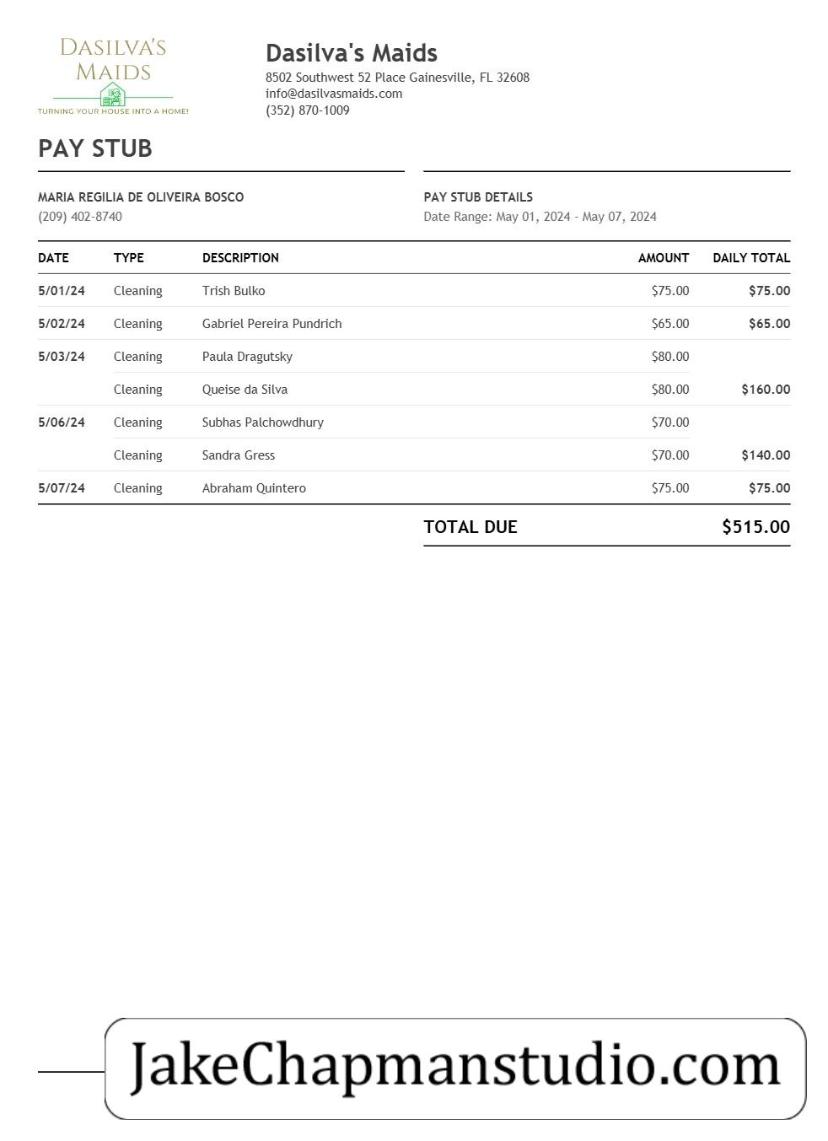 DASILVA'S
MAIDS
TURNING YOUR HOUSE INTO A HOME!
Dasilva's Maids
8502 Southwest 52 Place Gainesville, FL 32608
info@dasilvasmaids.com
(352) 870-1009
PAY STUB
MARIA REGILIA DE OLIVEIRA BOSCO
(209) 402-8740
PAY STUB DETAILS
Date Range: May 01, 2024 - May 07, 2024
DATE TYPE DESCRIPTION AMOUNT DAILY TOTAL
5/01/24 Cleaning Trish Bulko $75.00 $75.00
5/02/24 Cleaning Gabriel Pereira Pundrich $65.00 $65.00
5/03/24 Cleaning Paula Dragutsky $80.00
Cleaning Queise da Silva $80.00 $160.00
5/06/24 Cleaning Subhas Palchowdhury $70.00
Cleaning Sandra Gress $70.00 $140.00
5/07/24 Cleaning Abraham Quintero $75.00 $75.00
TOTAL DUE $515.00
JakeChapmanstudio.com